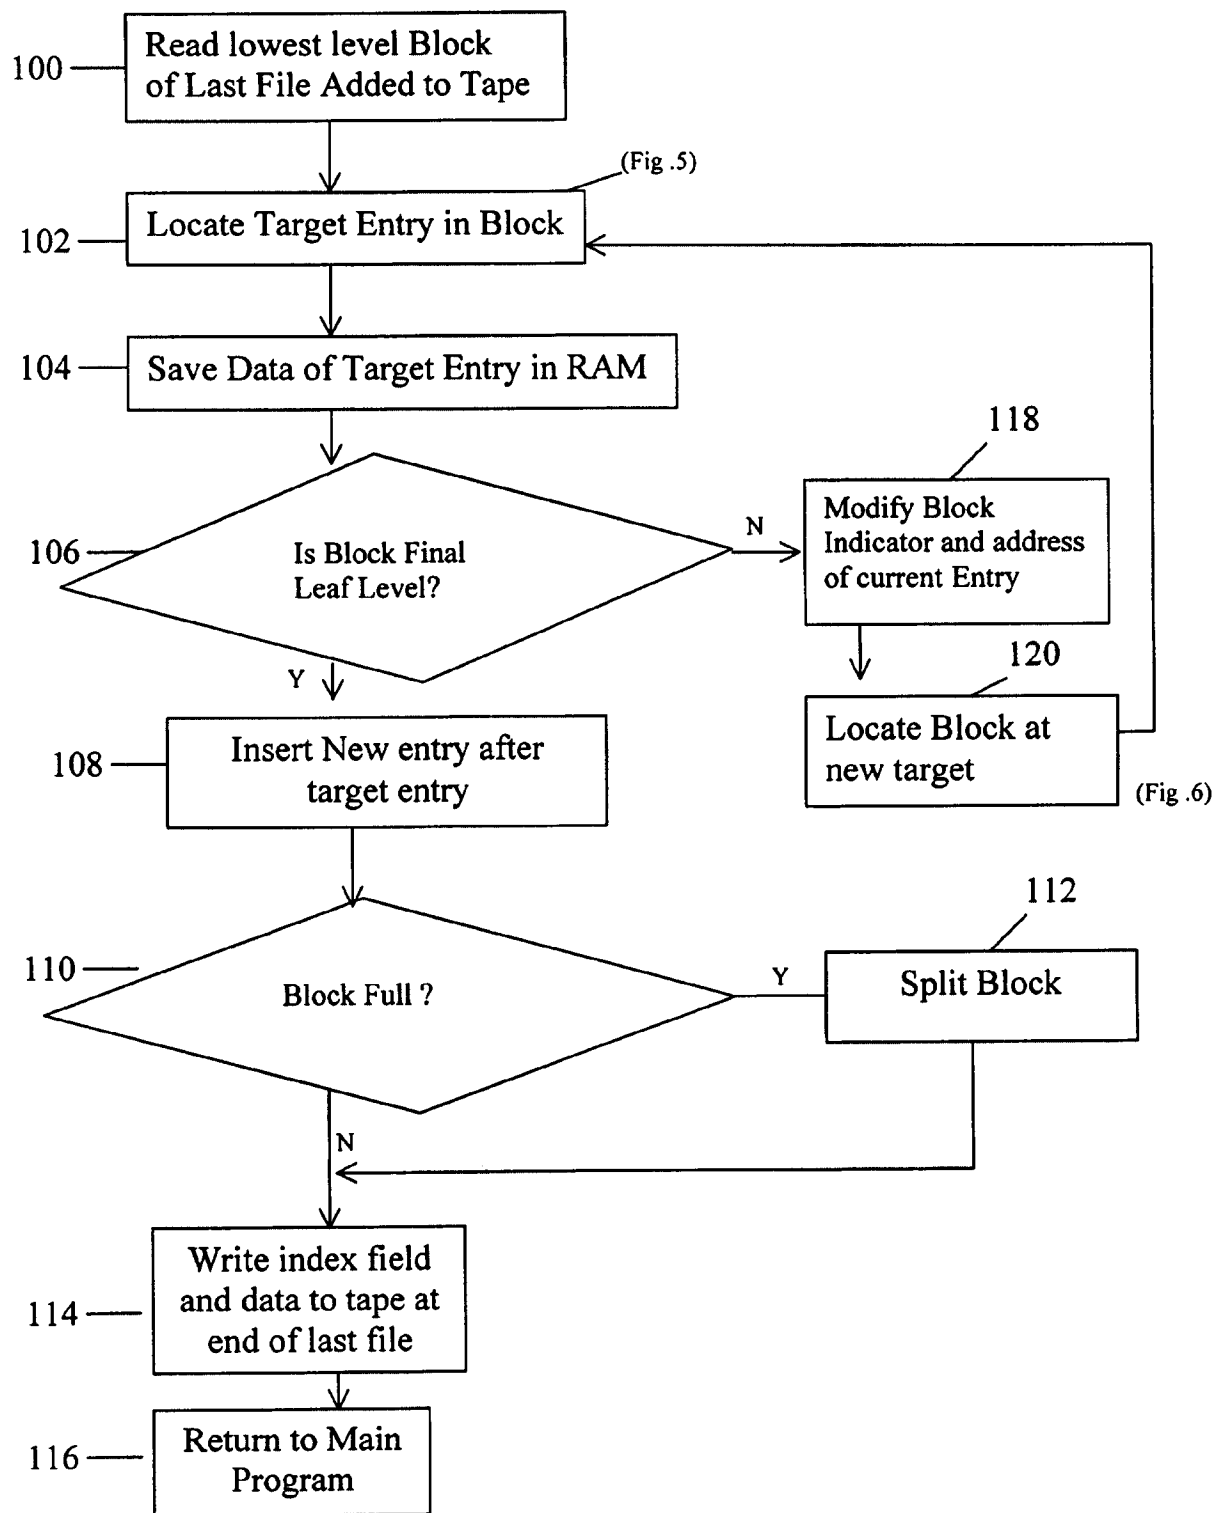 100
Read lowest level Block
of Last File Added to Tape
(Fig .5)
102
Locate Target Entry in Block
104
Save Data of Target Entry in RAM
118
Modify Block
Indicator and address
of current Entry
106
Is Block Final
Leaf Level?
N
Y
120
Locate Block at
new target
(Fig .6)
108
Insert New entry after
target entry
112
110
Block Full ?
Y
Split Block
N
114
Write index field
and data to tape at
end of last file
116
Return to Main
Program